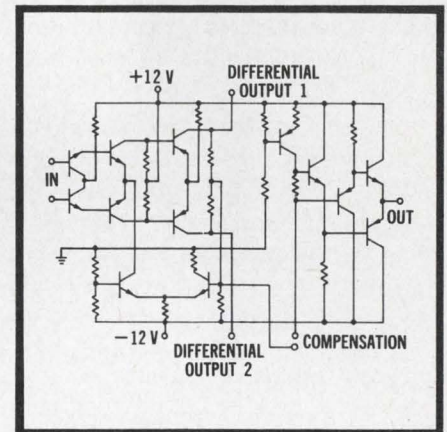 +12 V
DIFFERENTIAL
OUTPUT 1
IN
OUT
−12 V
DIFFERENTIAL
OUTPUT 2
COMPENSATION